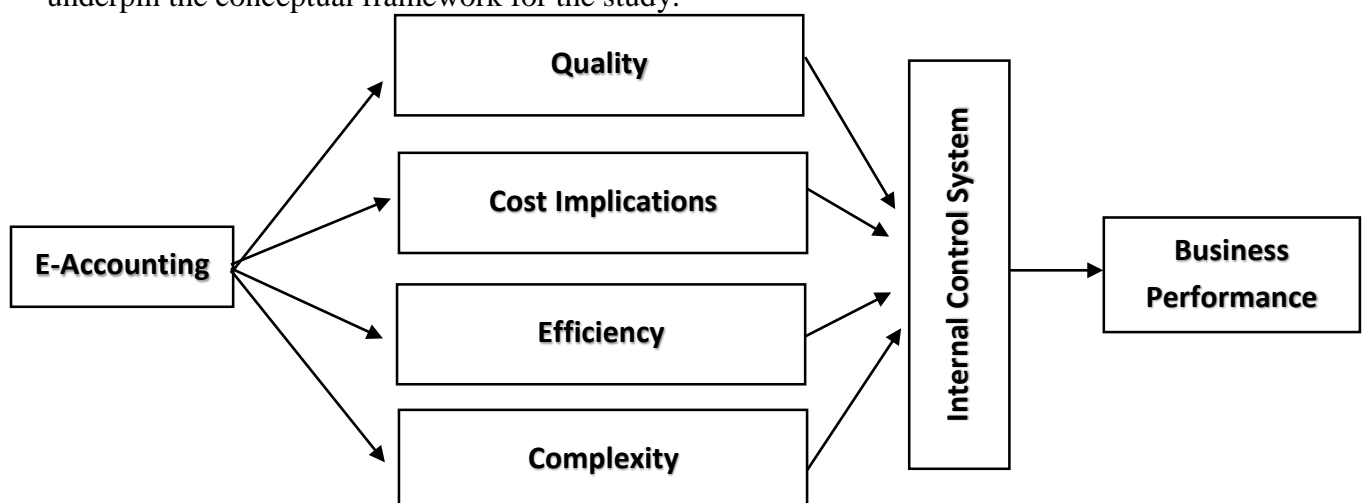 underpin the conceptual framework for the study.
Quality
Cost Implications
E-Accounting
Efficiency
Complexity
Internal Control System
Business
Performance